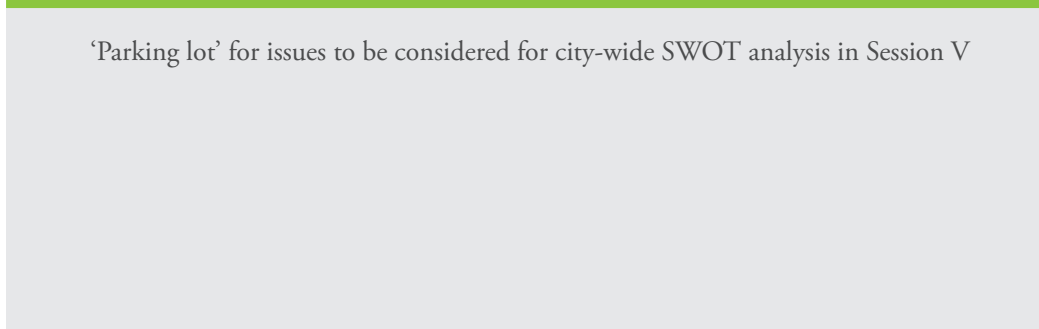 ‘Parking lot’ for issues to be considered for city-wide SWOT analysis in Session V